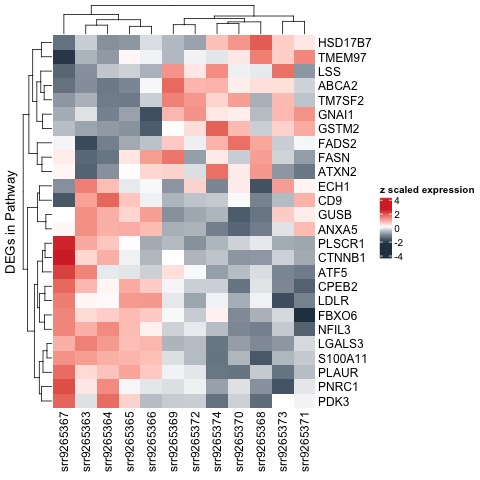 HSD17B7
TMEM97
LSS
ABCA2
TM7SF2
GNAI1
GSTM2
FADS2
FASN
ATXN2
ECH1
CD9
GUSB
ANXA5
PLSCR1
CTNNB1
ATF5
CPEB2
LDLR
FBXO6
NFIL3
LGALS3
S100A11
PLAUR
PNRC1
PDK3
DEGs in Pathway
z scaled expression
4
2
0
-2
-4
srr9265367
srr9265363
srr9265364
srr9265365
srr9265366
srr9265369
srr9265372
srr9265374
srr9265370
srr9265368
srr9265373
srr9265371